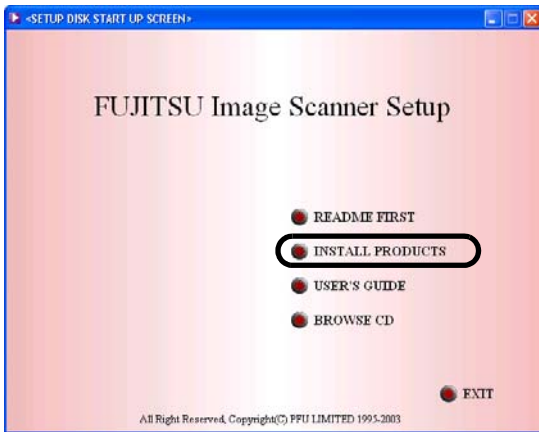 <SETUP DISK START UP SCREEN>
FUJITSU Image Scanner Setup
README FIRST
INSTALL PRODUCTS
USER'S GUIDE
BROWSE CD
EXIT
All Right Reserved, Copyright(C) PFU LIMITED 1995-2003